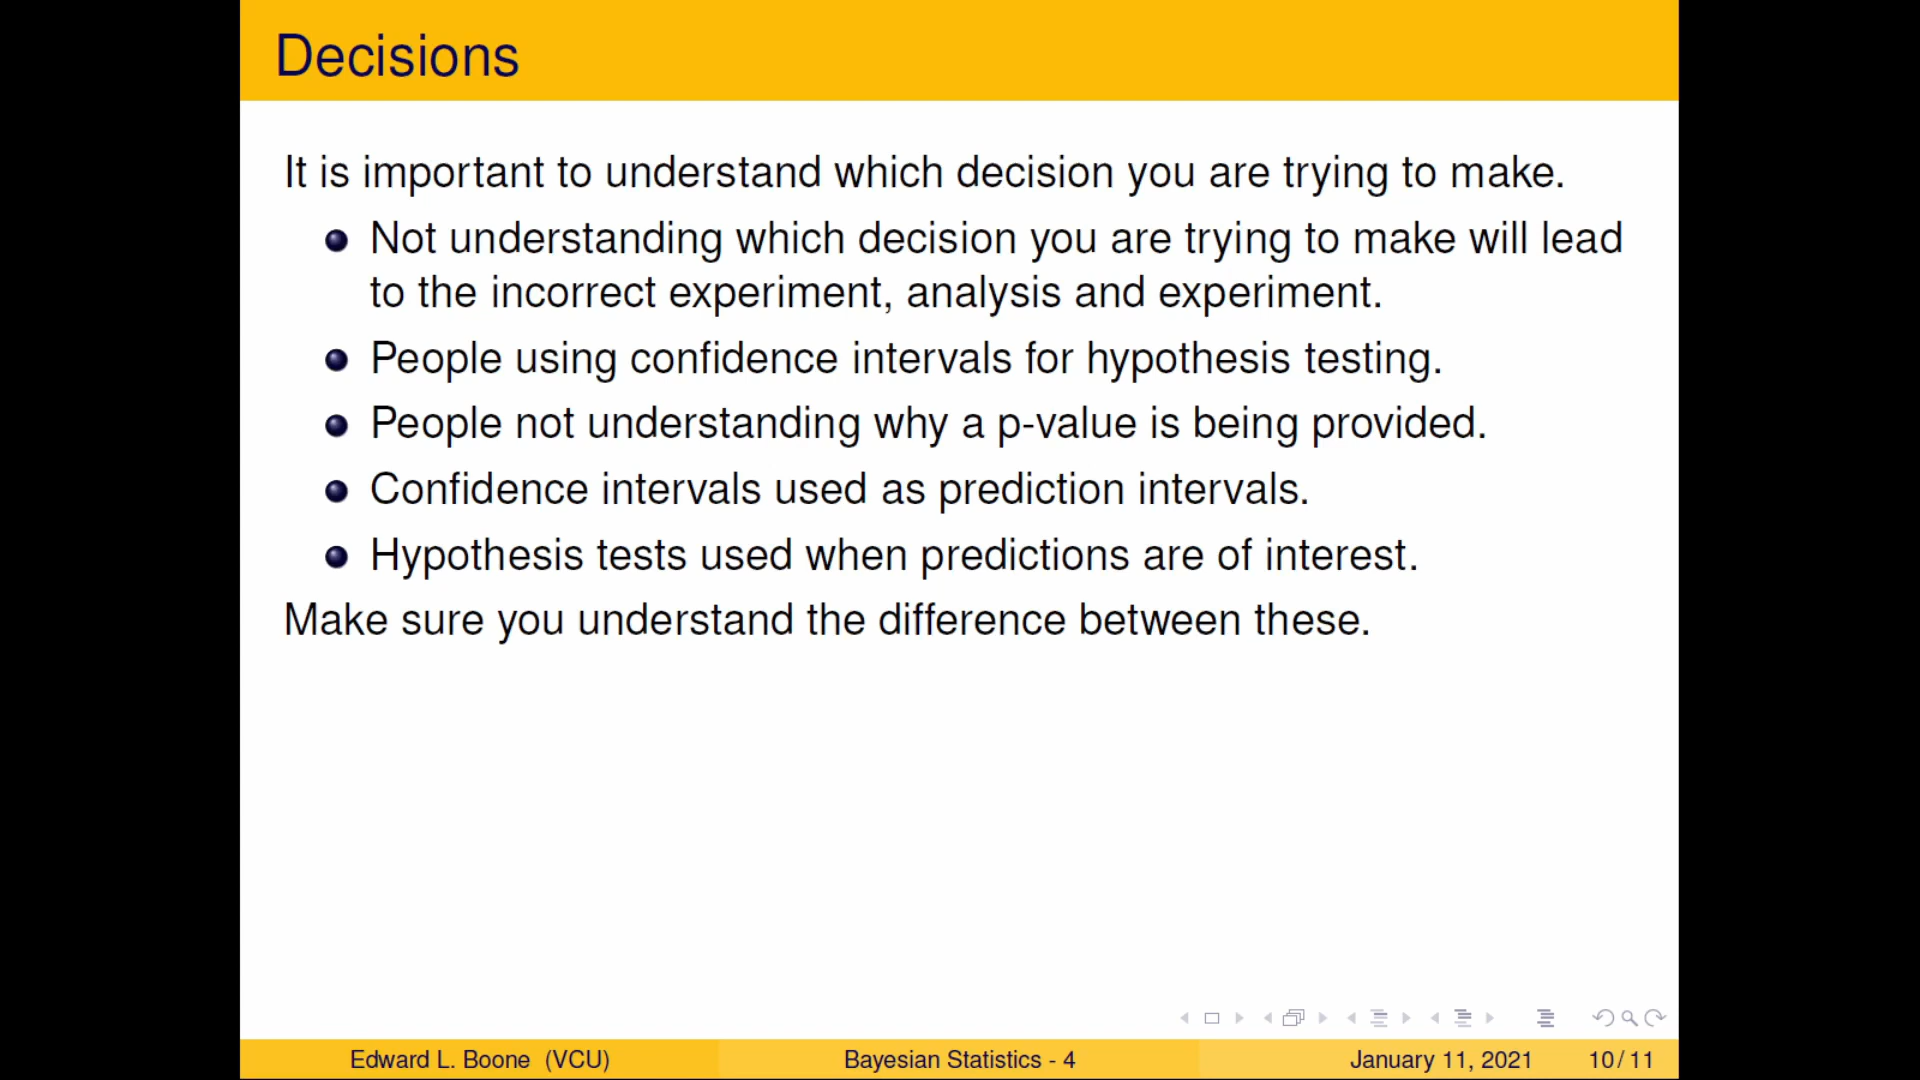 Decisions
It is important to understand which decision you are trying to make.
Not understanding which decision you are trying to make will lead
to the incorrect experiment, analysis and experiment.
People using confidence intervals for hypothesis testing.
People not understanding why a p-value is being provided.
Confidence intervals used as prediction intervals.
Hypothesis tests used when predictions are of interest.
Make sure you understand the difference between these.
Edward L. Boone (VCU) Bayesian Statistics - 4 January 11, 2021 10/11